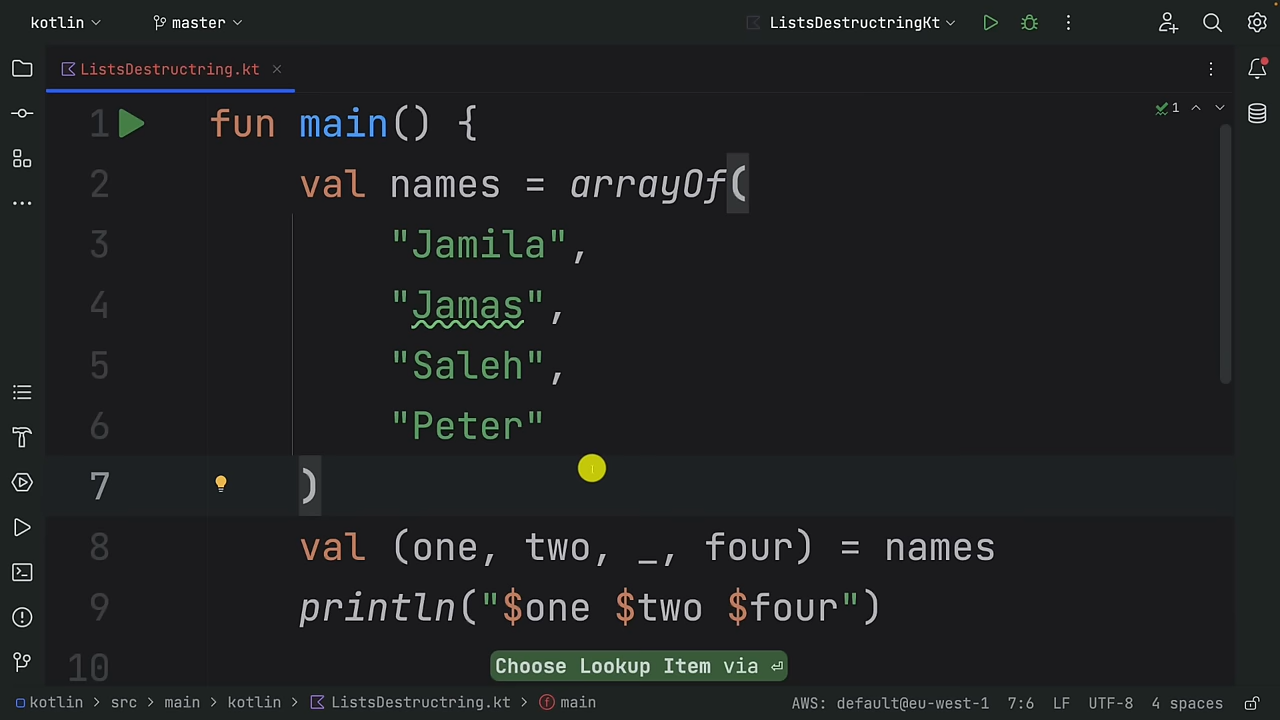 kotlin master ListsDestructringKt
ListsDestructring.kt
1 fun main() {
1
2 val names = arrayOf(
3 "Jamila",
4 "Jamas",
5 "Saleh",
6 "Peter"
7 )
8 val (one, two, _, four) = names
9 println("$one $two $four")
10
Choose Lookup Item via ⏎
kotlin > src > main > kotlin > ListsDestructring.kt > main AWS: default@eu-west-1 7:6 LF UTF-8 4 spaces